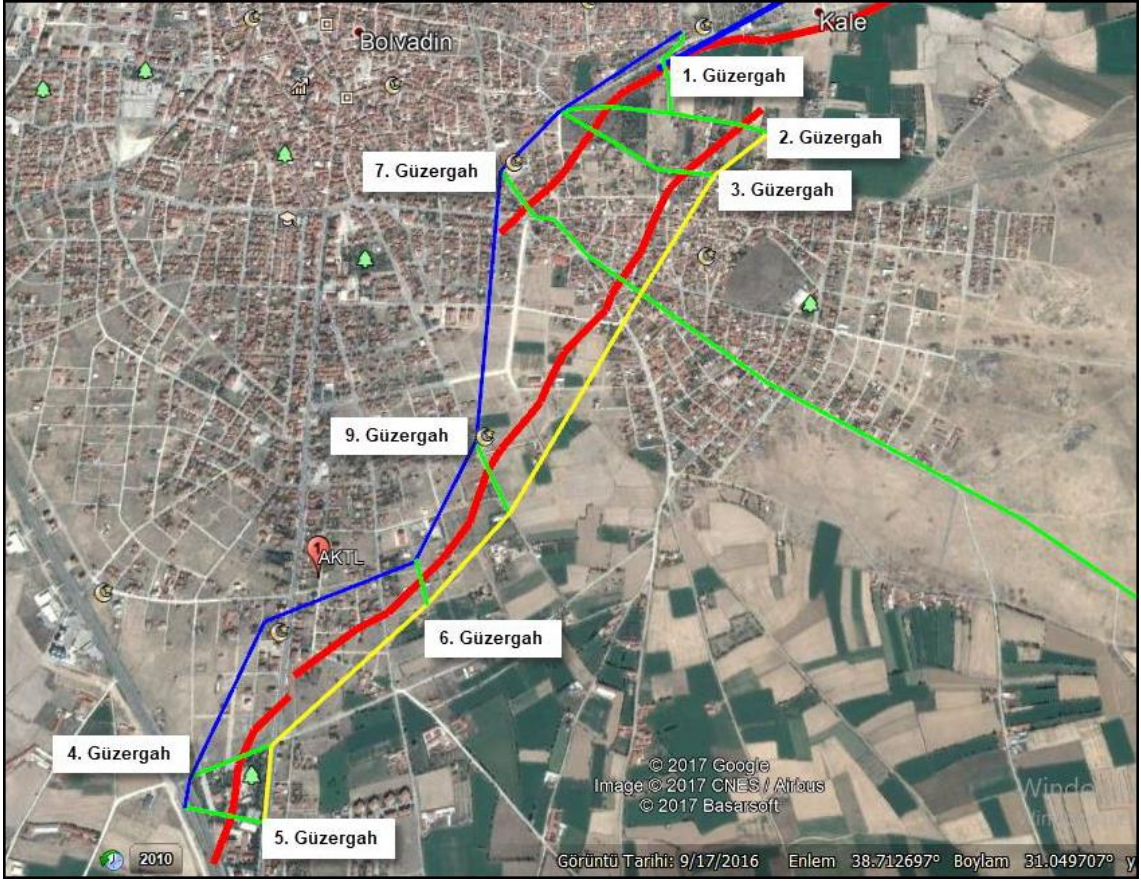 Bolvadin
Kale
1. Güzergah
2. Güzergah
7. Güzergah
3. Güzergah
9. Güzergah
1
AKTL
6. Güzergah
4. Güzergah
© 2017 Google
Image © 2017 CNES / Airbus
© 2017 Basarsoft
5. Güzergah
2010
Görüntü Tarihi: 9/17/2016 Enlem 38.712697° Boylam 31.049707° y